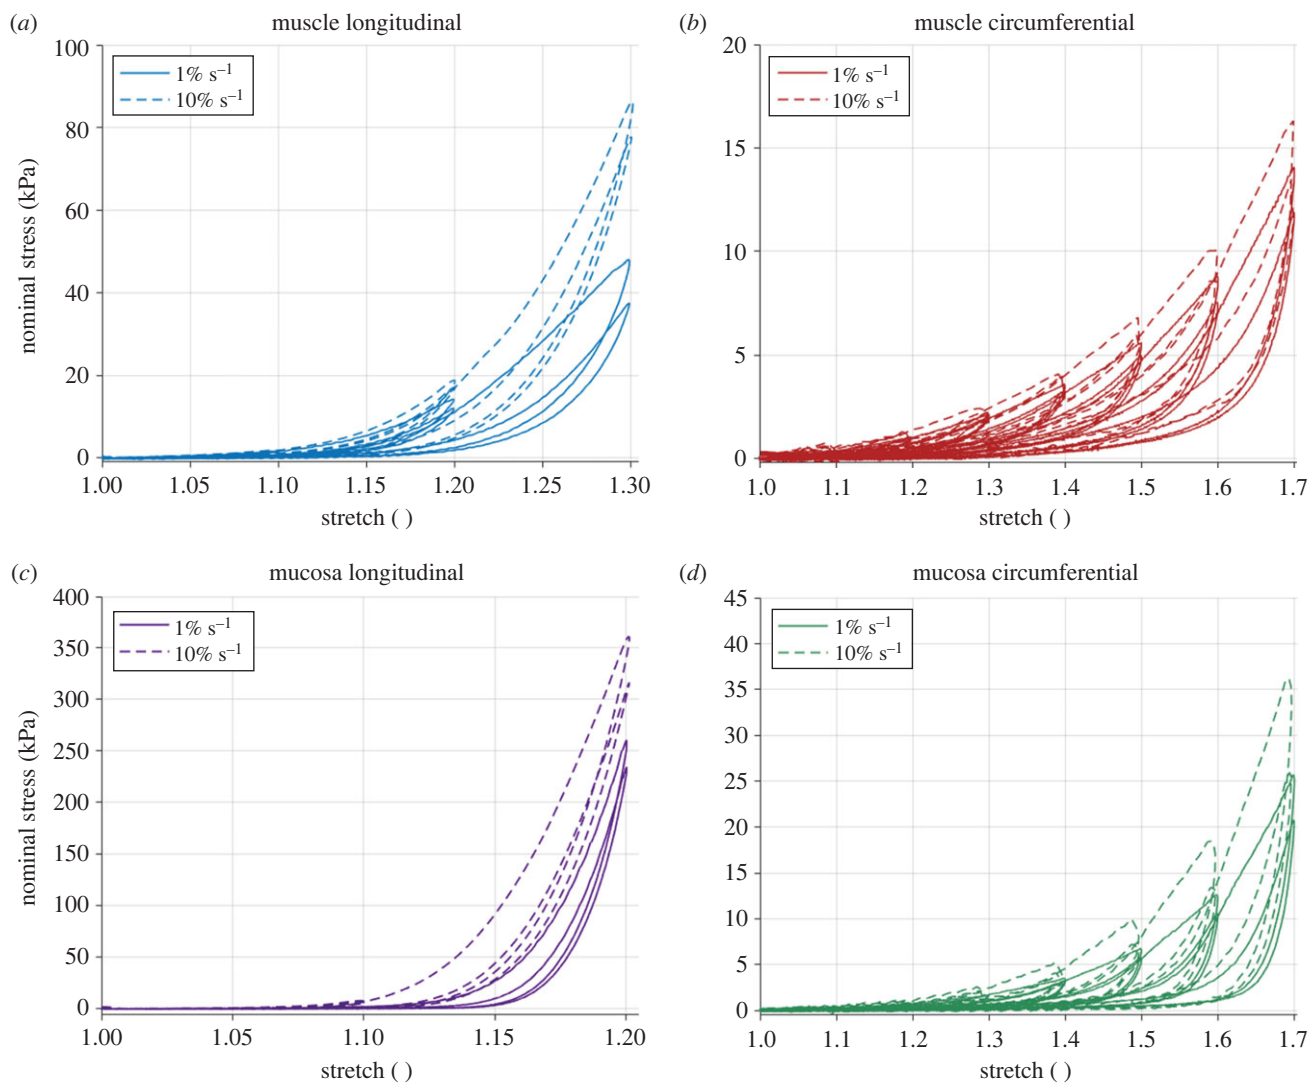 (a) muscle longitudinal
100
80
60
40
20
0
nominal stress (kPa)
1% s⁻¹
10% s⁻¹
1.00 1.05 1.10 1.15 1.20 1.25 1.30
stretch ( )
(b) muscle circumferential
20
15
10
5
0
1% s⁻¹
10% s⁻¹
1.0 1.1 1.2 1.3 1.4 1.5 1.6 1.7
stretch ( )
(c) mucosa longitudinal
400
350
300
250
200
150
100
50
0
nominal stress (kPa)
1% s⁻¹
10% s⁻¹
1.00 1.05 1.10 1.15 1.20
stretch ( )
(d) mucosa circumferential
45
40
35
30
25
20
15
10
5
0
1% s⁻¹
10% s⁻¹
1.0 1.1 1.2 1.3 1.4 1.5 1.6 1.7
stretch ( )